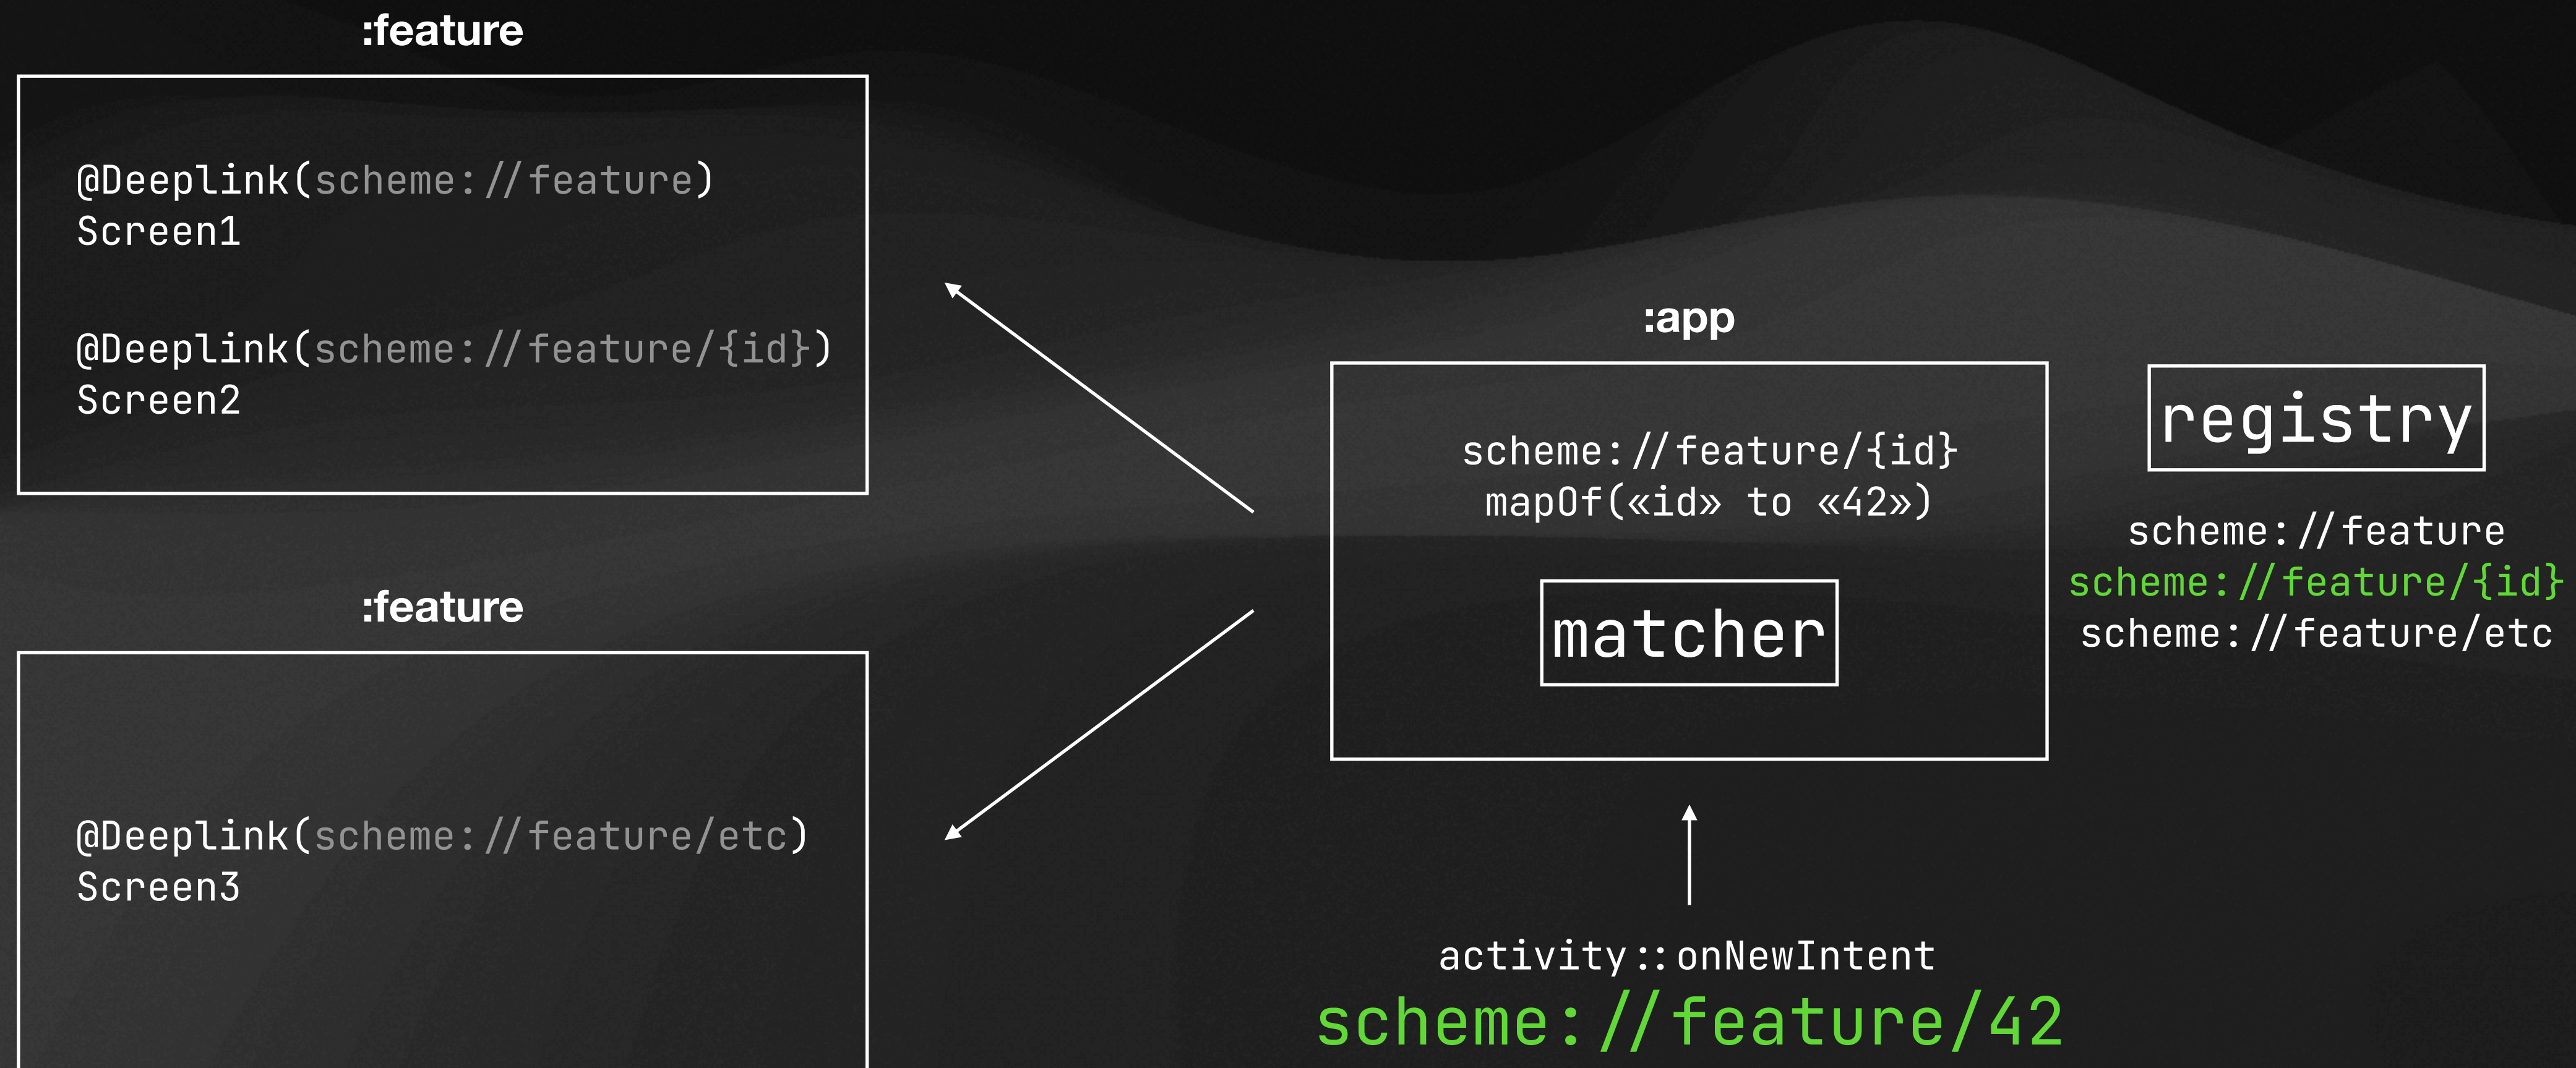 :feature
@Deeplink(scheme://feature)
Screen1
@Deeplink(scheme://feature/{id})
Screen2
:feature
@Deeplink(scheme://feature/etc)
Screen3
:app
scheme://feature/{id}
mapOf(«id» to «42»)
matcher
activity::onNewIntent
scheme://feature/42
registry
scheme://feature
scheme://feature/{id}
scheme://feature/etc